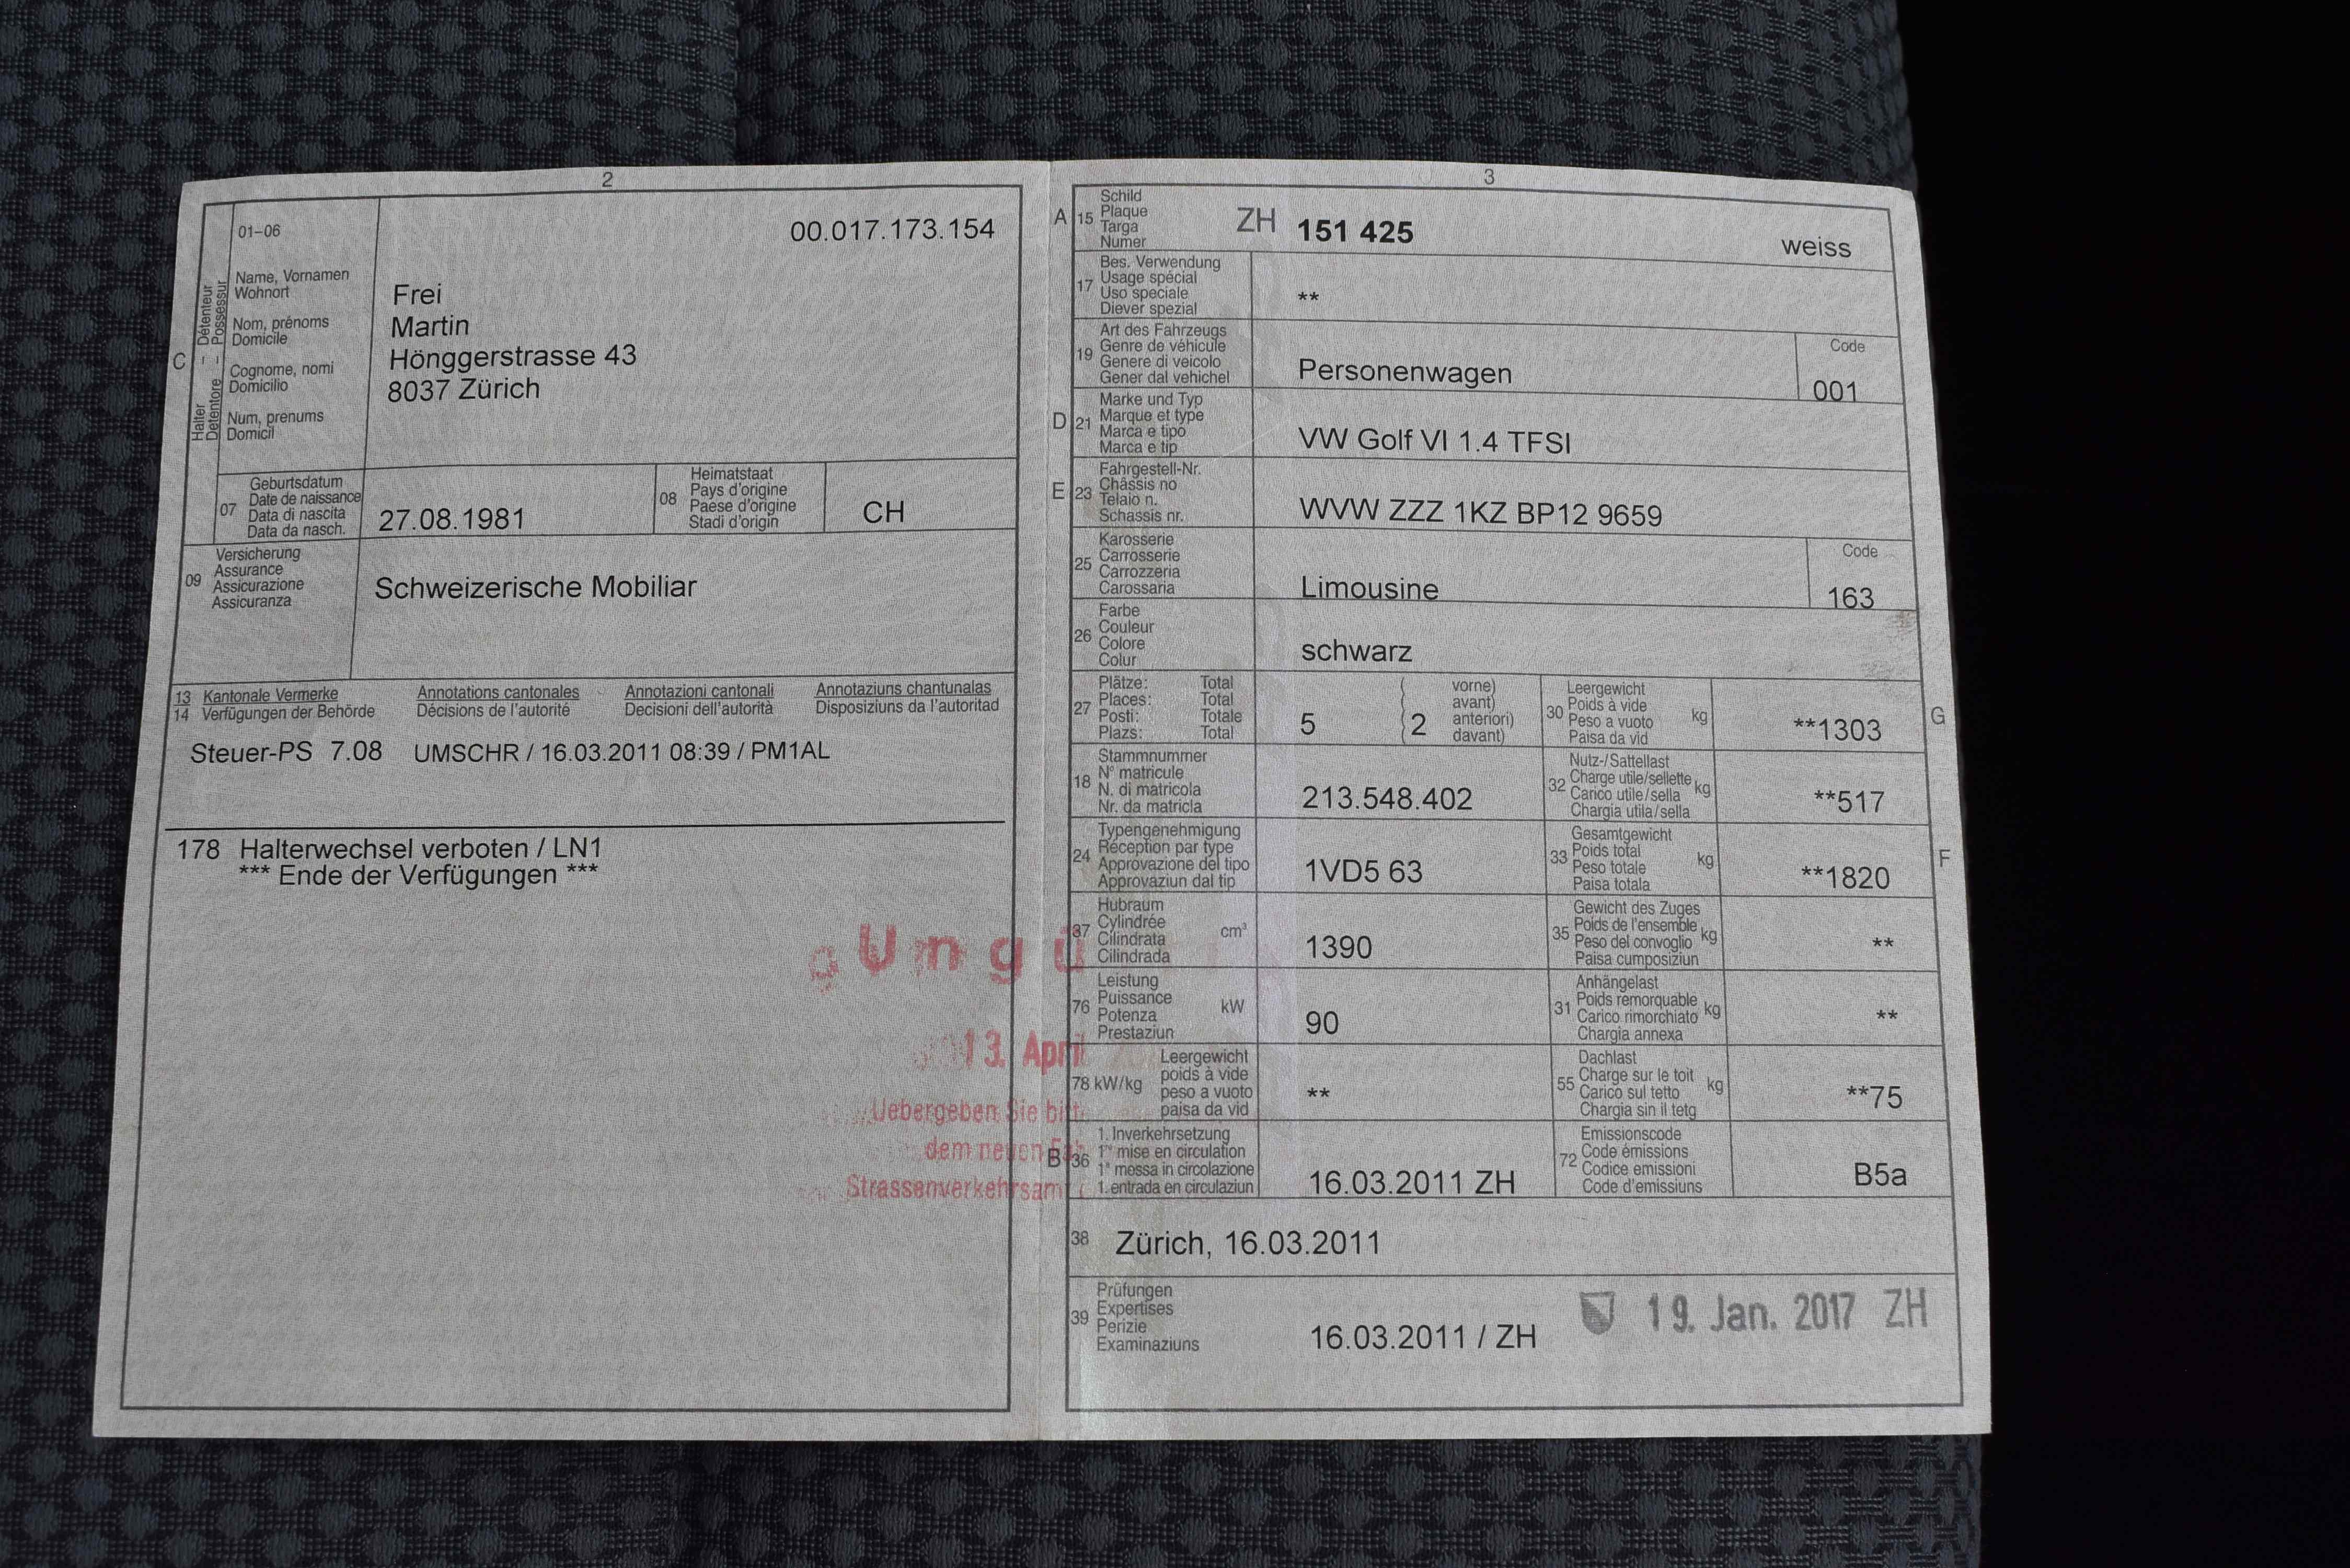 2
01-06
00.017.173.154
C
Halter – Détenteur
Detentore – Possessur
Name, Vornamen
Wohnort
Nom, prénoms
Domicile
Cognome, nomi
Domicilio
Num, prenums
Domicil
Frei
Martin
Hönggerstrasse 43
8037 Zürich
07
Geburtsdatum
Date de naissance
Data di nascita
Data da nasch.
27.08.1981
08
Heimatstaat
Pays d'origine
Paese d'origine
Stadi d'origin
CH
09
Versicherung
Assurance
Assicurazione
Assicuranza
Schweizerische Mobiliar
13 Kantonale Vermerke Annotations cantonales Annotazioni cantonali Annotaziuns chantunalas
14 Verfügungen der Behörde Décisions de l'autorité Decisioni dell'autorità Disposiziuns da l'autoritad
Steuer-PS 7.08 UMSCHR / 16.03.2011 08:39 / PM1AL
178 Halterwechsel verboten / LN1
*** Ende der Verfügungen ***
Ungü
13. April
Uebergeben Sie bitt
dem neuen
Strassenverkehrsam
3
A 15
Schild
Plaque
Targa
Numer
ZH 151 425 weiss
17
Bes. Verwendung
Usage spécial
Uso speciale
Diever spezial
**
19
Art des Fahrzeugs
Genre de véhicule
Genere di veicolo
Gener dal vehichel
Personenwagen
Code
001
D 21
Marke und Typ
Marque et type
Marca e tipo
Marca e tip
VW Golf VI 1.4 TFSI
E 23
Fahrgestell-Nr.
Châssis no
Telaio n.
Schassis nr.
WVW ZZZ 1KZ BP12 9659
25
Karosserie
Carrosserie
Carrozzeria
Carossaria
Limousine
Code
163
26
Farbe
Couleur
Colore
Colur
schwarz
27
Plätze: Total
Places: Total
Posti: Totale
Plazs: Total
5
( 2
vorne)
avant)
anteriori)
davant)
30
Leergewicht
Poids à vide
Peso a vuoto
Paisa da vid
kg
**1303
G
18
Stammnummer
N° matricule
N. di matricola
Nr. da matricla
213.548.402
32
Nutz-/Sattellast
Charge utile/sellette
Carico utile/sella
Chargia utila/sella
kg
**517
24
Typengenehmigung
Réception par type
Approvazione del tipo
Approvaziun dal tip
1VD5 63
33
Gesamtgewicht
Poids total
Peso totale
Paisa totala
kg
**1820
F
37
Hubraum
Cylindrée
Cilindrata
Cilindrada
cm³
1390
35
Gewicht des Zuges
Poids de l'ensemble
Peso del convoglio
Paisa cumposiziun
kg
**
76
Leistung
Puissance
Potenza
Prestaziun
kW
90
31
Anhängelast
Poids remorquable
Carico rimorchiato
Chargia annexa
kg
**
78 kW/kg
Leergewicht
poids à vide
peso a vuoto
paisa da vid
**
55
Dachlast
Charge sur le toit
Carico sul tetto
Chargia sin il tetg
kg
**75
B 36
1. Inverkehrsetzung
1re mise en circulation
1a messa in circolazione
1. entrada en circulaziun
16.03.2011 ZH
72
Emissionscode
Code émissions
Codice emissioni
Code d'emissiuns
B5a
38
Zürich, 16.03.2011
39
Prüfungen
Expertises
Perizie
Examinaziuns
16.03.2011 / ZH
19. Jan. 2017 ZH